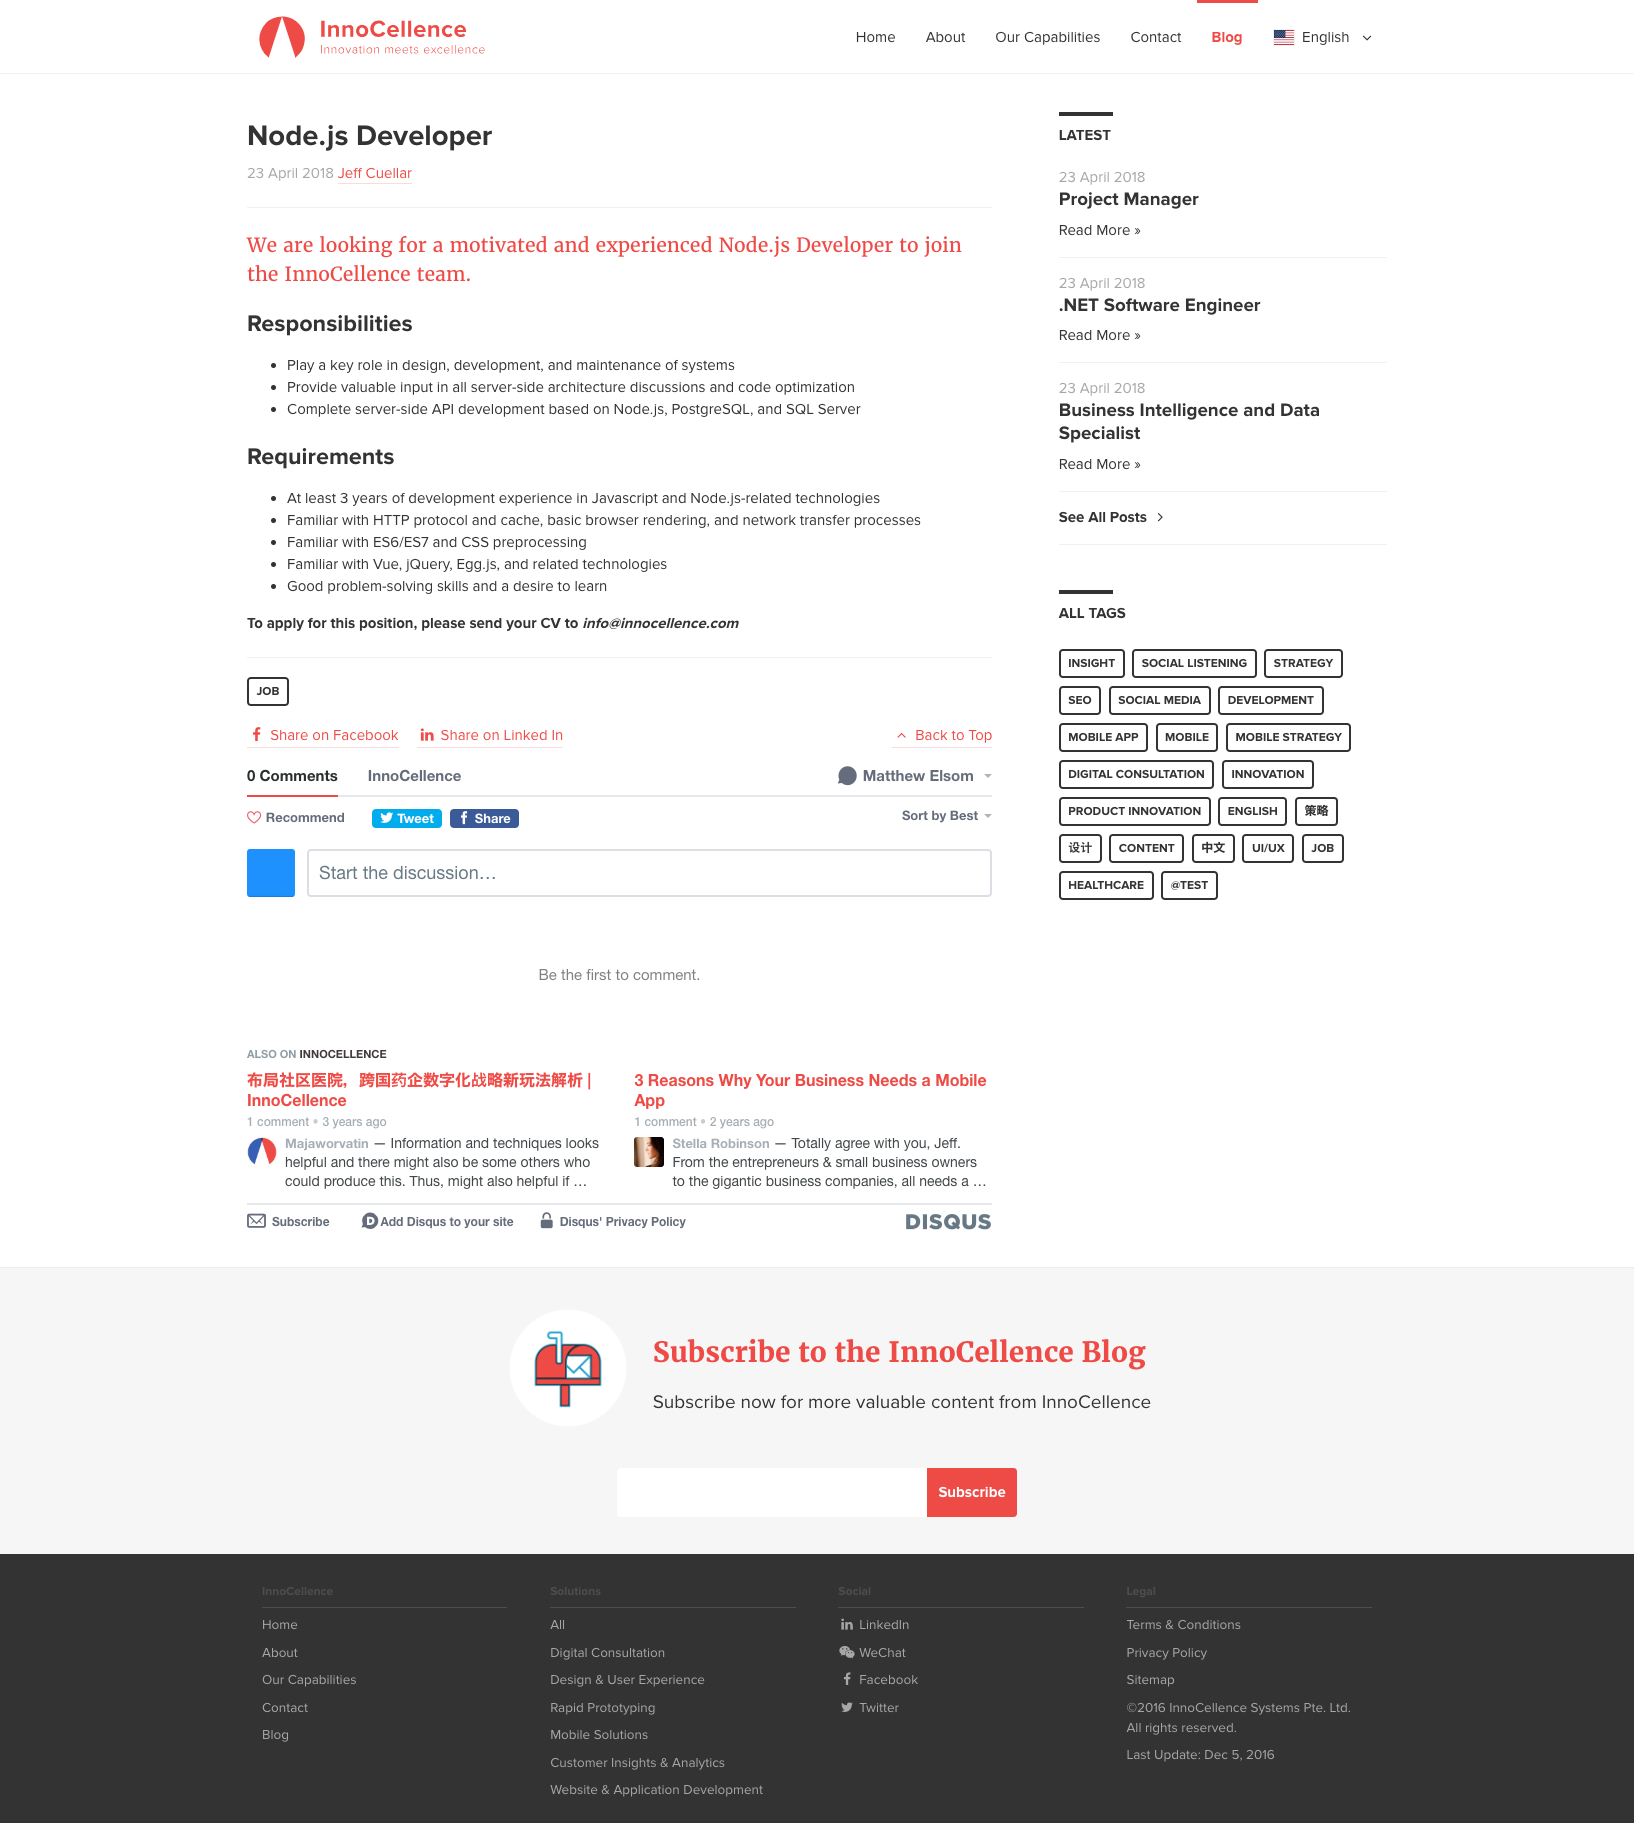 InnoCellence
Innovation meets excellence
Home
About
Our Capabilities
Contact
Blog
English
Node.js Developer
23 April 2018 Jeff Cuellar
We are looking for a motivated and experienced Node.js Developer to join
the InnoCellence team.
Responsibilities
Play a key role in design, development, and maintenance of systems
Provide valuable input in all server-side architecture discussions and code optimization
Complete server-side API development based on Node.js, PostgreSQL, and SQL Server
Requirements
At least 3 years of development experience in Javascript and Node.js-related technologies
Familiar with HTTP protocol and cache, basic browser rendering, and network transfer processes
Familiar with ES6/ES7 and CSS preprocessing
Familiar with Vue, jQuery, Egg.js, and related technologies
Good problem-solving skills and a desire to learn
To apply for this position, please send your CV to info@innocellence.com
JOB
Share on Facebook
Share on Linked In
Back to Top
0 Comments
InnoCellence
Matthew Elsom
Recommend
Tweet
Share
Sort by Best
Start the discussion…
Be the first to comment.
ALSO ON INNOCELLENCE
布局社区医院，跨国药企数字化战略新玩法解析 |
InnoCellence
1 comment • 3 years ago
Majaworvatin — Information and techniques looks
helpful and there might also be some others who
could produce this. Thus, might also helpful if …
3 Reasons Why Your Business Needs a Mobile
App
1 comment • 2 years ago
Stella Robinson — Totally agree with you, Jeff.
From the entrepreneurs & small business owners
to the gigantic business companies, all needs a …
Subscribe
Add Disqus to your site
Disqus' Privacy Policy
DISQUS
LATEST
23 April 2018
Project Manager
Read More »
23 April 2018
.NET Software Engineer
Read More »
23 April 2018
Business Intelligence and Data
Specialist
Read More »
See All Posts
ALL TAGS
INSIGHT SOCIAL LISTENING STRATEGY
SEO SOCIAL MEDIA DEVELOPMENT
MOBILE APP MOBILE MOBILE STRATEGY
DIGITAL CONSULTATION INNOVATION
PRODUCT INNOVATION ENGLISH 策略
设计 CONTENT 中文 UI/UX JOB
HEALTHCARE @TEST
Subscribe to the InnoCellence Blog
Subscribe now for more valuable content from InnoCellence
Subscribe
InnoCellence
Home
About
Our Capabilities
Contact
Blog
Solutions
All
Digital Consultation
Design & User Experience
Rapid Prototyping
Mobile Solutions
Customer Insights & Analytics
Website & Application Development
Social
LinkedIn
WeChat
Facebook
Twitter
Legal
Terms & Conditions
Privacy Policy
Sitemap
©2016 InnoCellence Systems Pte. Ltd.
All rights reserved.
Last Update: Dec 5, 2016